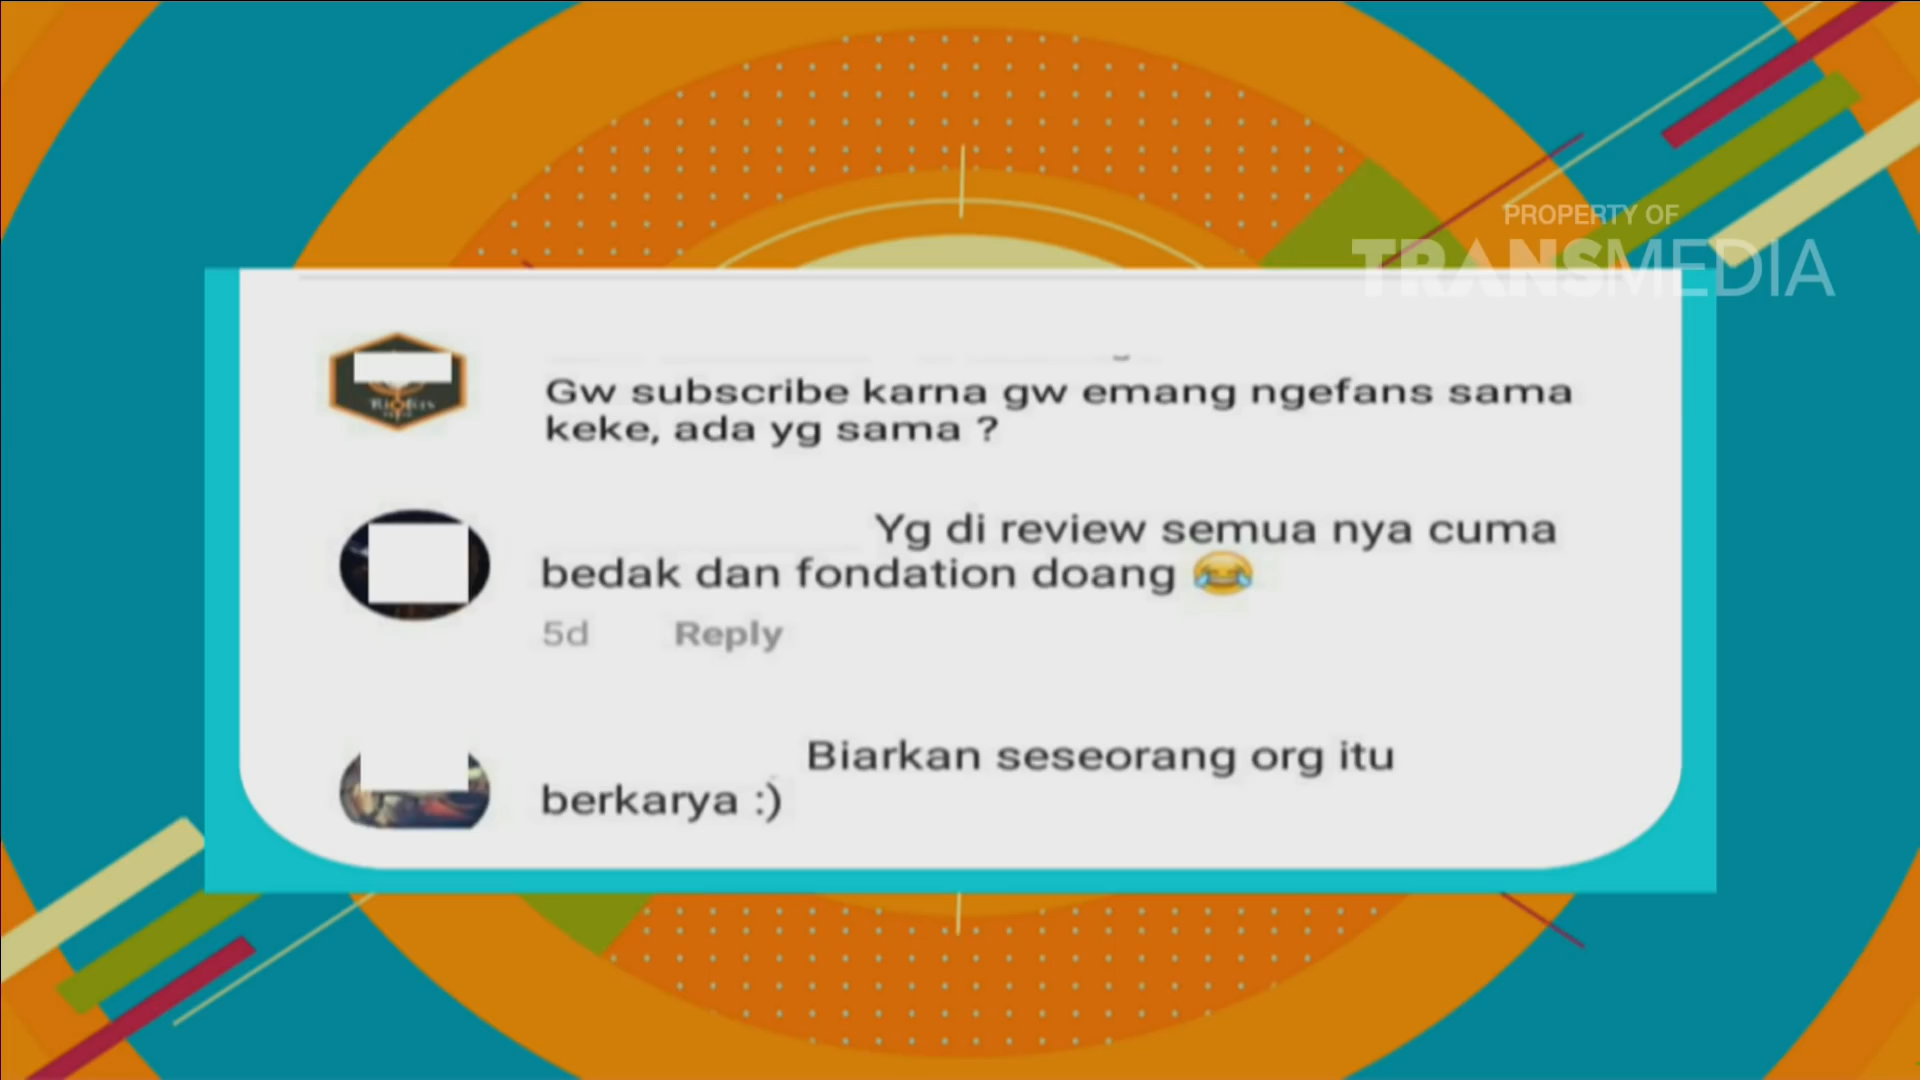 PROPERTY OF
TRANSMEDIA
Gw subscribe karna gw emang ngefans sama
keke, ada yg sama ?
Yg di review semua nya cuma
bedak dan fondation doang 😂
5d Reply
Biarkan seseorang org itu
berkarya :)